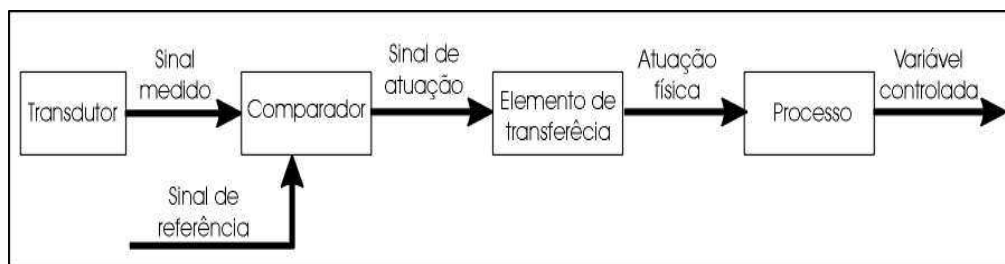 Transdutor
Sinal
medido
Comparador
Sinal de
atuação
Elemento de
transferêcia
Atuação
física
Processo
Variável
controlada
Sinal de
referência